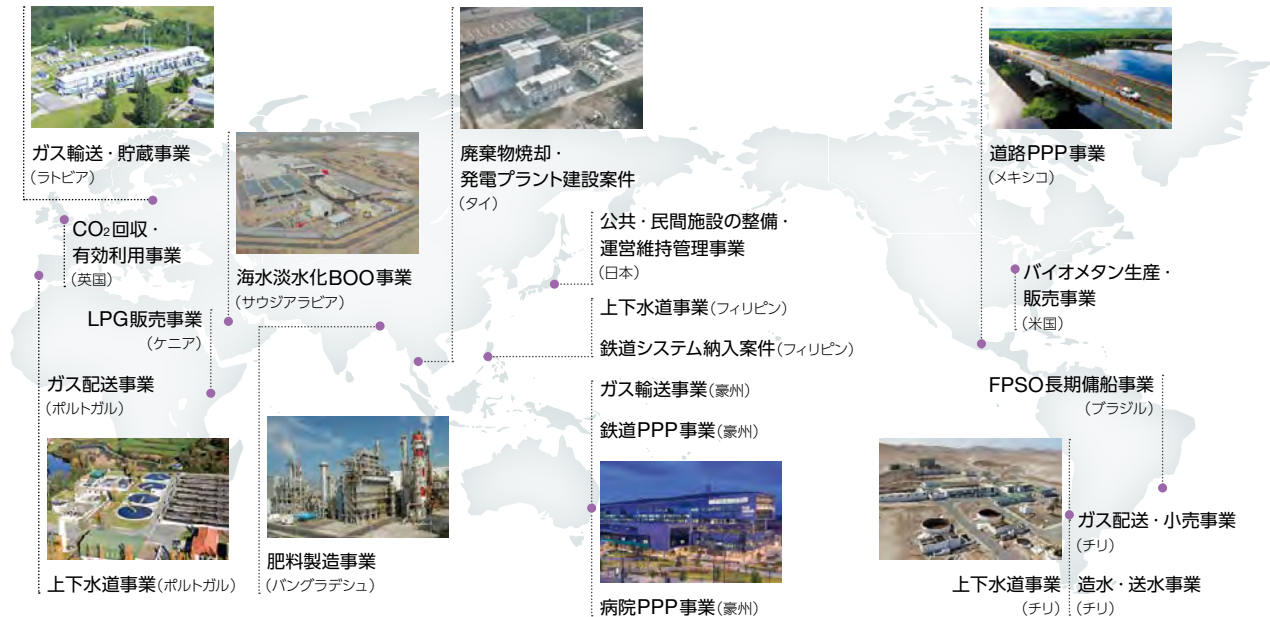 ガス輸送・貯蔵事業
(ラトビア)
CO₂回収・
有効利用事業
(英国)
LPG販売事業
(ケニア)
ガス配送事業
(ポルトガル)
上下水道事業(ポルトガル)
海水淡水化BOO事業
(サウジアラビア)
肥料製造事業
(バングラデシュ)
廃棄物焼却・
発電プラント建設案件
(タイ)
公共・民間施設の整備・
運営維持管理事業
(日本)
上下水道事業(フィリピン)
鉄道システム納入案件(フィリピン)
ガス輸送事業(豪州)
鉄道PPP事業(豪州)
病院PPP事業(豪州)
道路PPP事業
(メキシコ)
バイオメタン生産・
販売事業
(米国)
FPSO長期傭船事業
(ブラジル)
ガス配送・小売事業
(チリ)
上下水道事業
(チリ)
造水・送水事業
(チリ)